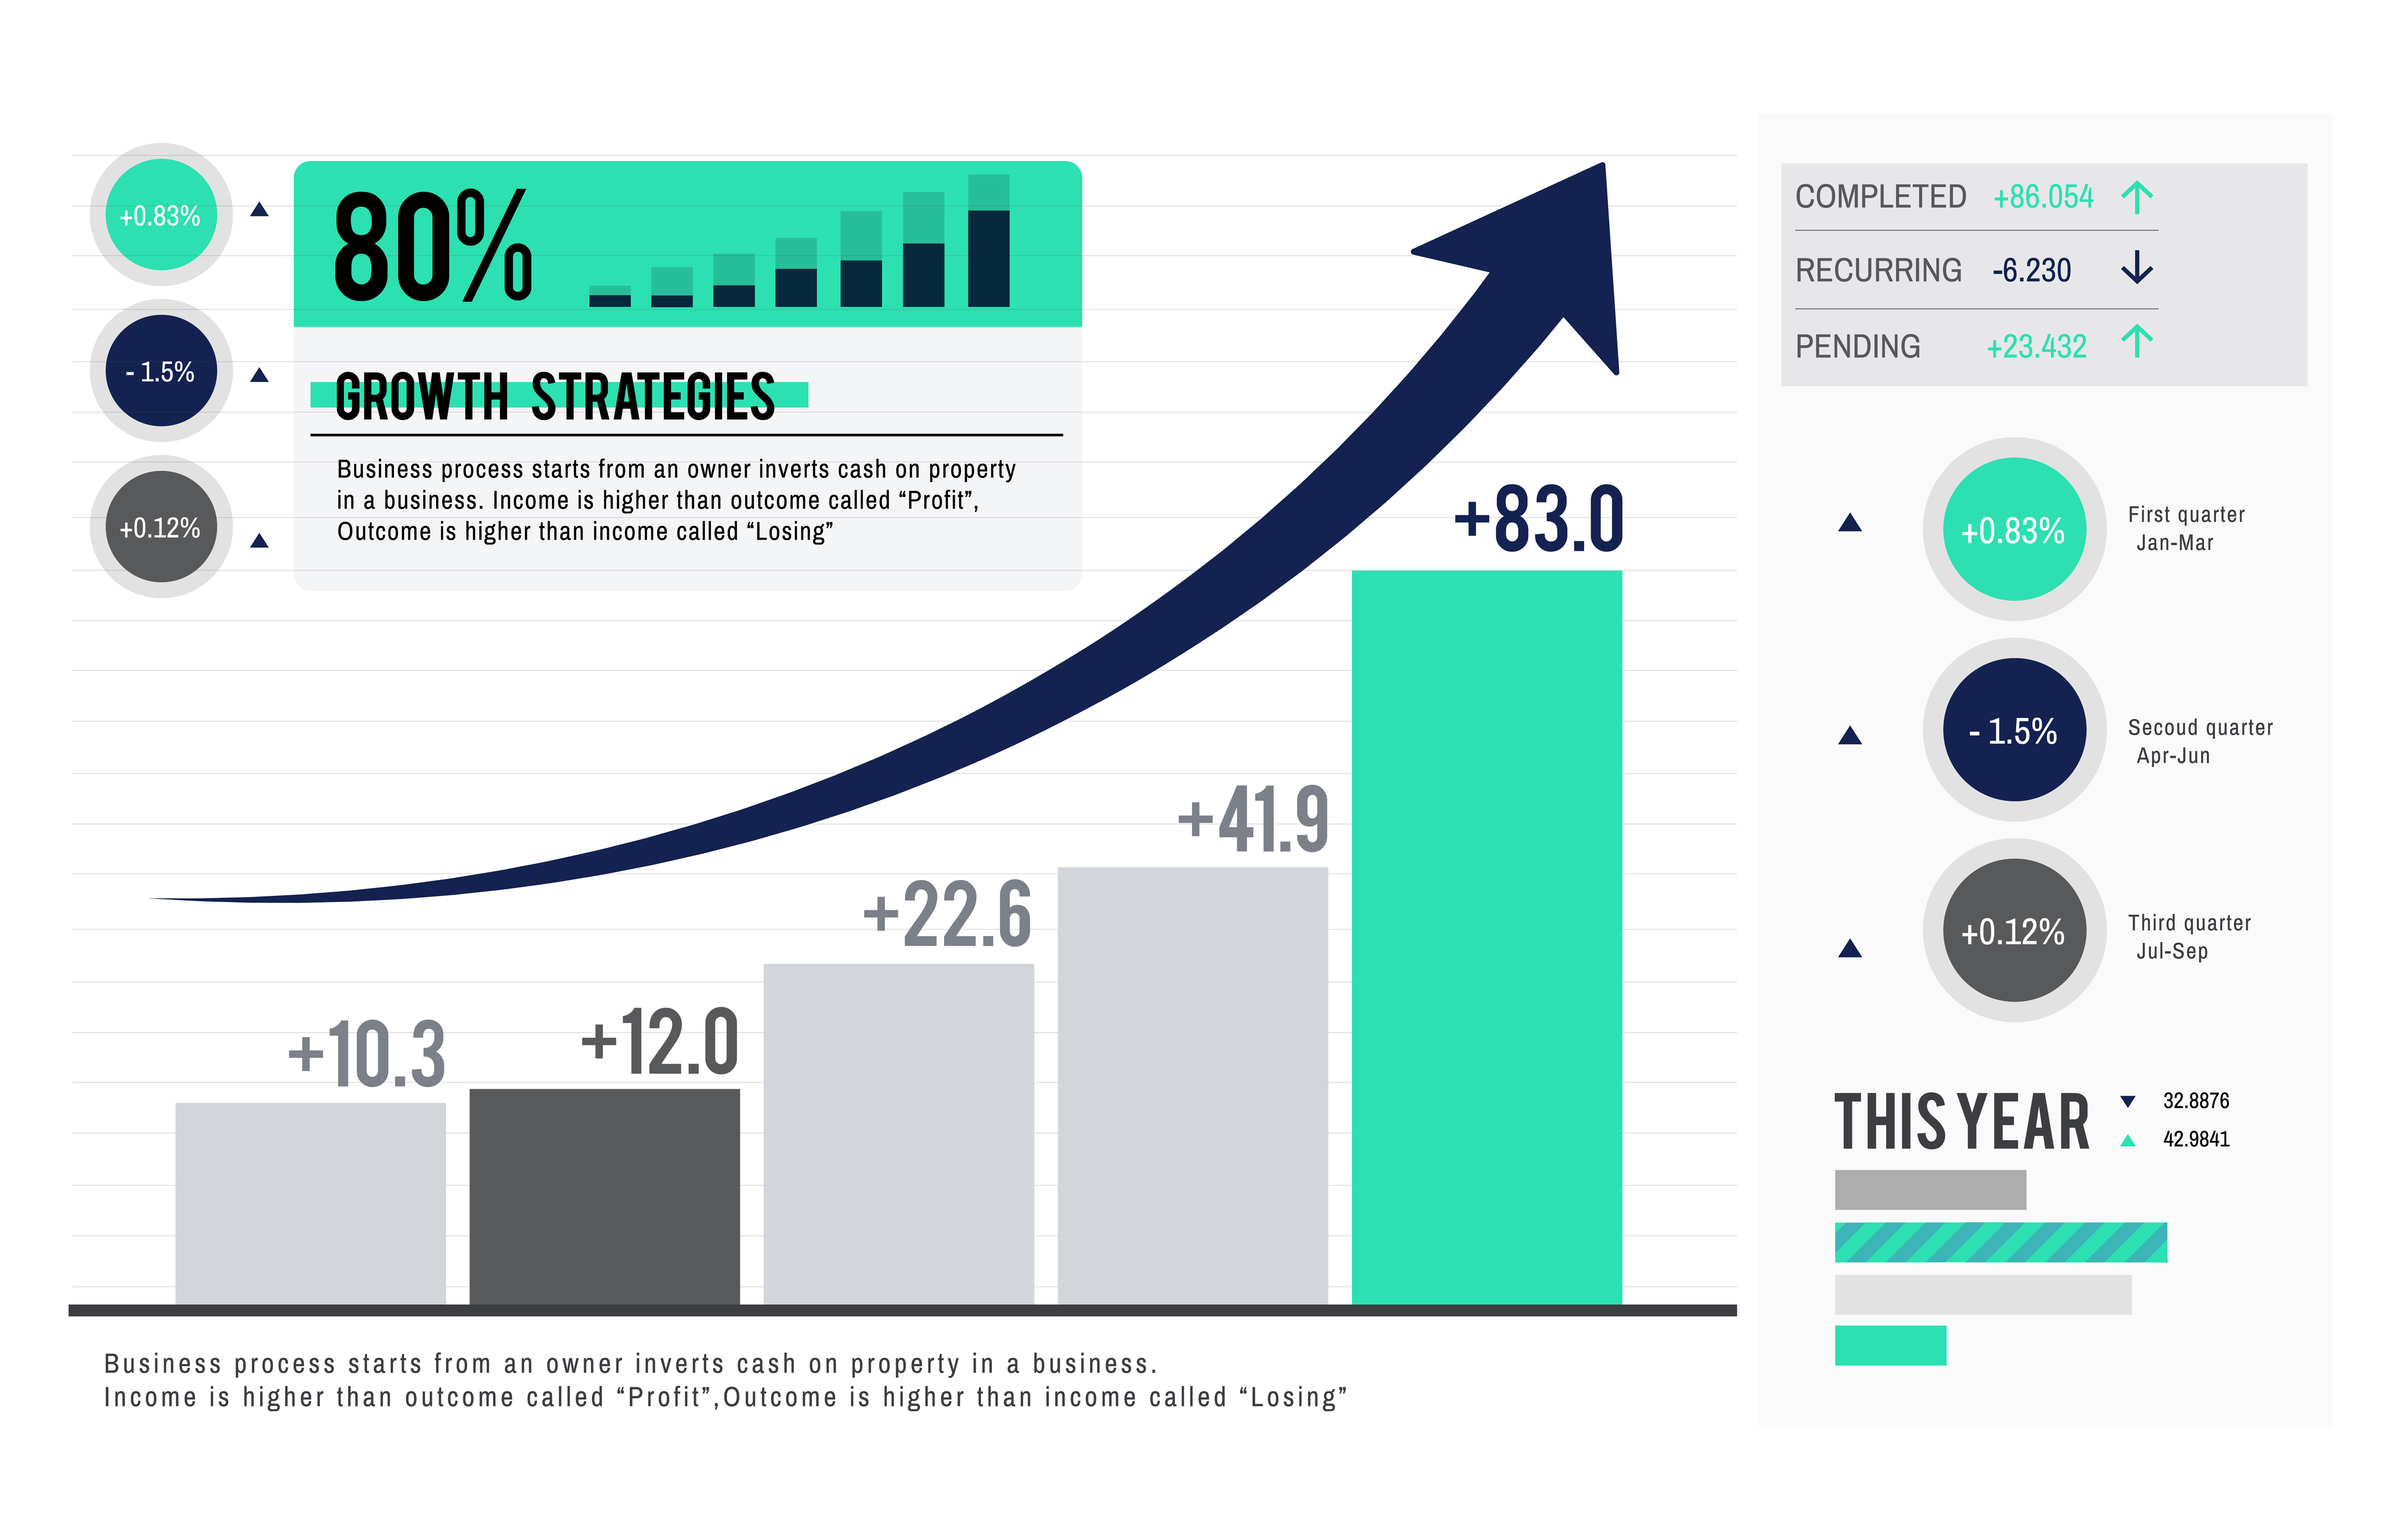 +0.83%
- 1.5%
+0.12%
80%
GROWTH STRATEGIES
Business process starts from an owner inverts cash on property
in a business. Income is higher than outcome called “Profit”,
Outcome is higher than income called “Losing”
+10.3
+12.0
+22.6
+41.9
+83.0
Business process starts from an owner inverts cash on property in a business.
Income is higher than outcome called “Profit”,Outcome is higher than income called “Losing”
COMPLETED +86.054
RECURRING -6.230
PENDING +23.432
+0.83%
First quarter
Jan-Mar
- 1.5%
Secoud quarter
Apr-Jun
+0.12%
Third quarter
Jul-Sep
THIS YEAR
32.8876
42.9841